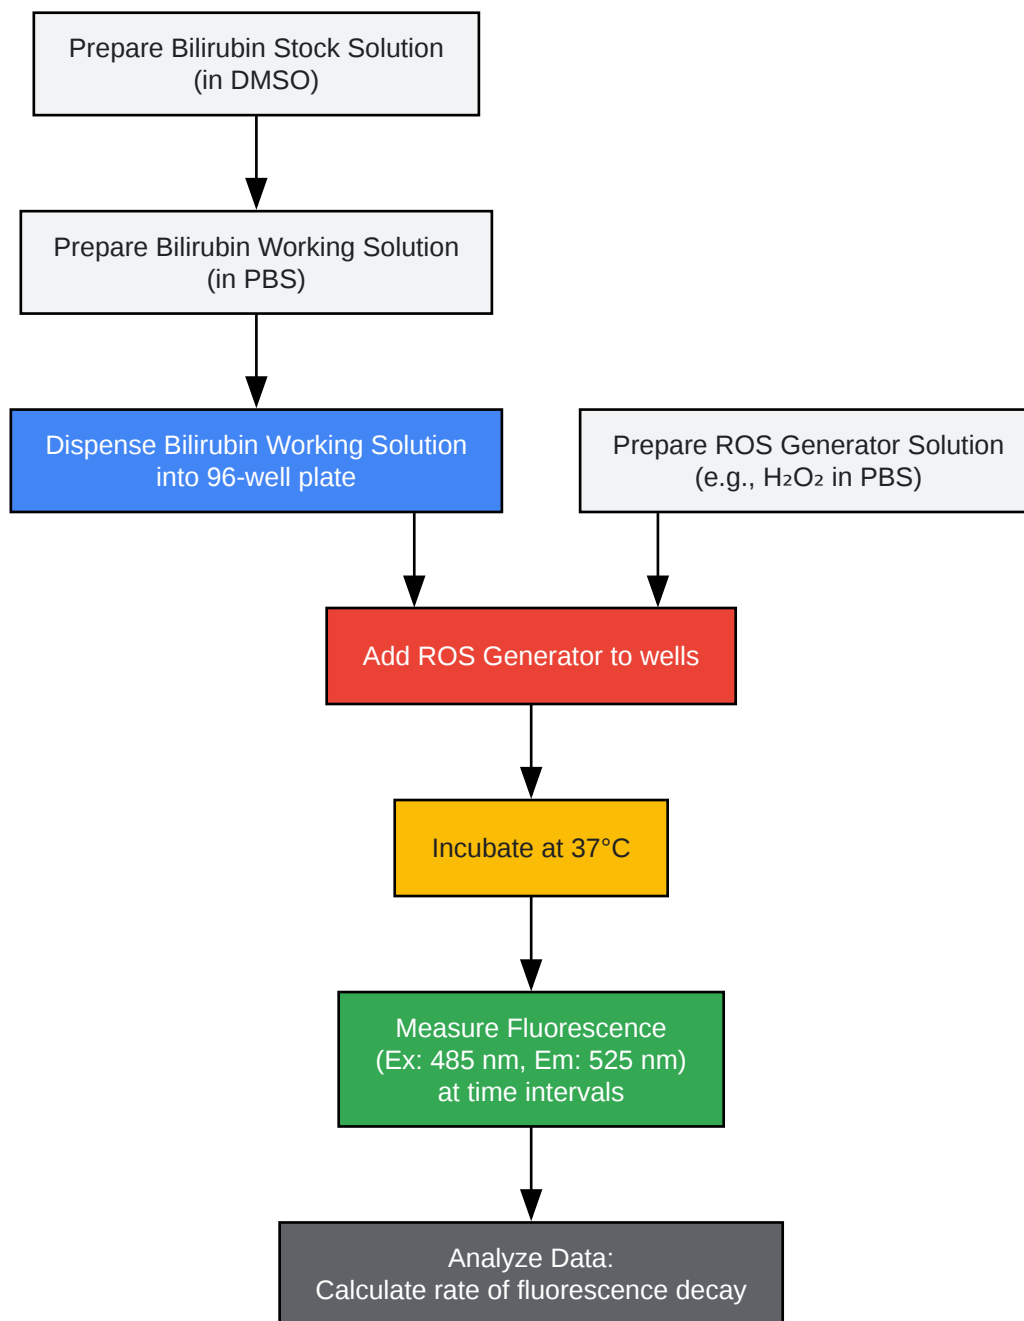 Prepare Bilirubin Stock Solution
(in DMSO)
Prepare Bilirubin Working Solution
(in PBS)
Dispense Bilirubin Working Solution
into 96-well plate
Prepare ROS Generator Solution
(e.g., H₂O₂ in PBS)
Add ROS Generator to wells
Incubate at 37°C
Measure Fluorescence
(Ex: 485 nm, Em: 525 nm)
at time intervals
Analyze Data:
Calculate rate of fluorescence decay